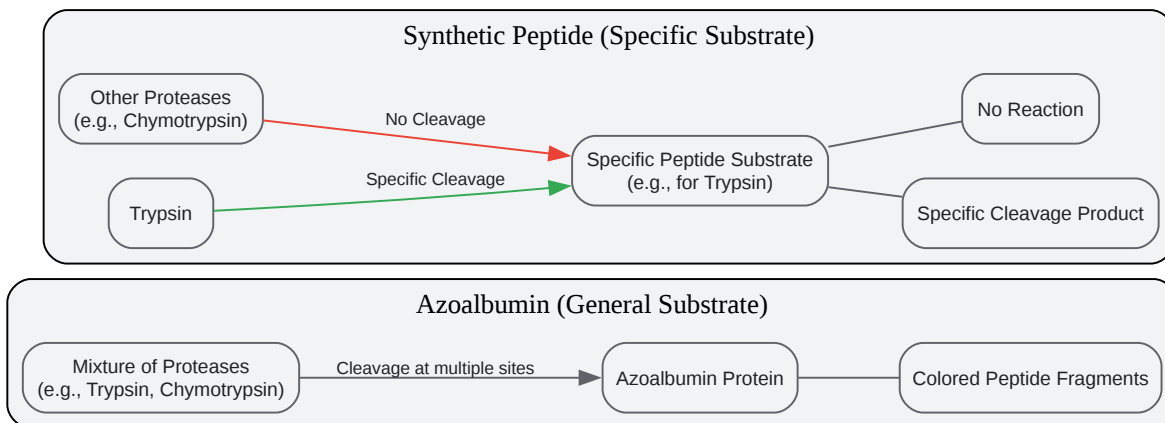 Synthetic Peptide (Specific Substrate)
Other Proteases
(e.g., Chymotrypsin)
No Cleavage
No Reaction
Specific Peptide Substrate
(e.g., for Trypsin)
Specific Cleavage
Trypsin
Specific Cleavage Product
Azoalbumin (General Substrate)
Mixture of Proteases
(e.g., Trypsin, Chymotrypsin)
Cleavage at multiple sites
Azoalbumin Protein
Colored Peptide Fragments